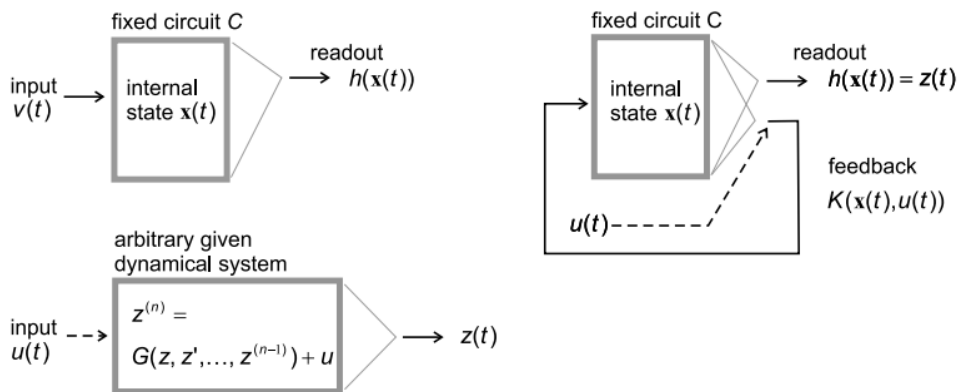 fixed circuit C
readout
input
v(t)
internal
state x(t)
h(x(t))
fixed circuit C
readout
internal
state x(t)
h(x(t)) = z(t)
feedback
K(x(t),u(t))
u(t)
arbitrary given
dynamical system
input
u(t)
z⁽ⁿ⁾ =
G(z, z',..., z⁽ⁿ⁻¹⁾) + u
z(t)